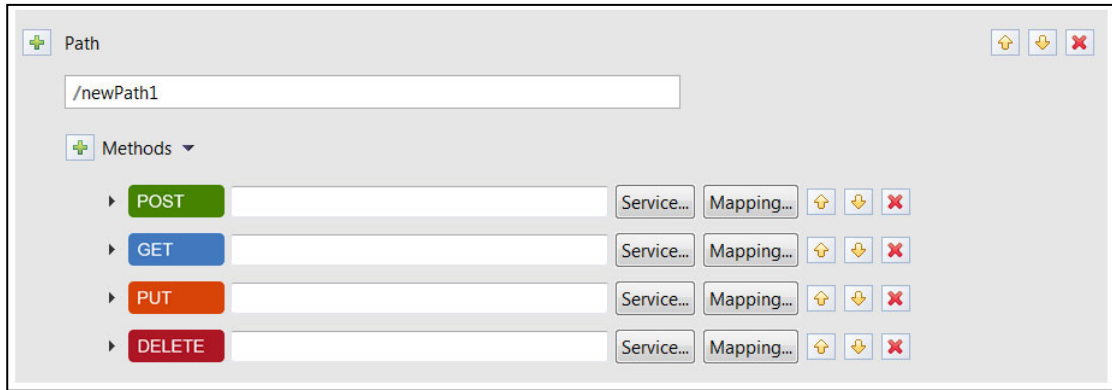 Path
/newPath1
Methods
POST Service... Mapping...
GET Service... Mapping...
PUT Service... Mapping...
DELETE Service... Mapping...